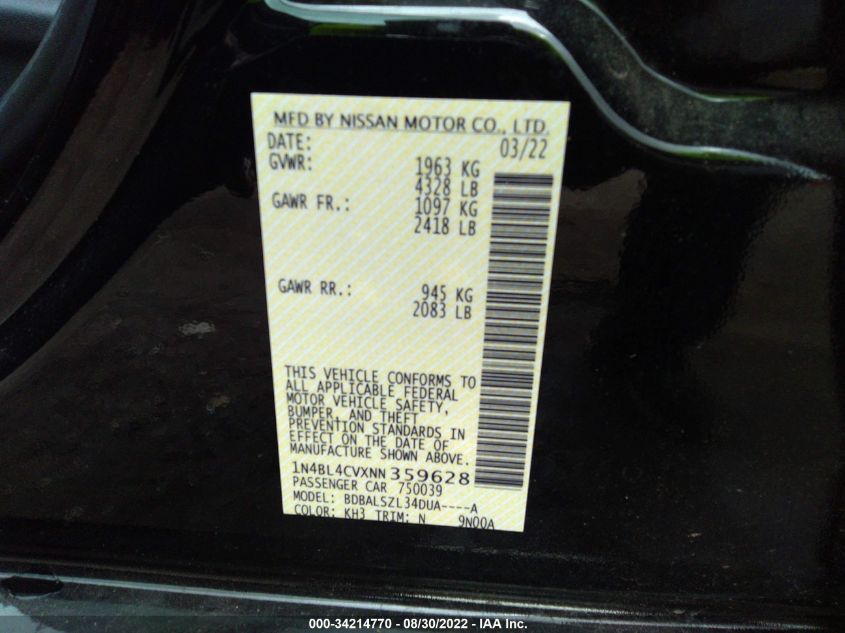 MFD BY NISSAN MOTOR CO., LTD.
DATE: 03/22
GVWR: 1963 KG
4328 LB
GAWR FR.: 1097 KG
2418 LB
GAWR RR.: 945 KG
2083 LB
THIS VEHICLE CONFORMS TO
ALL APPLICABLE FEDERAL
MOTOR VEHICLE SAFETY,
BUMPER, AND THEFT
PREVENTION STANDARDS IN
EFFECT ON THE DATE OF
MANUFACTURE SHOWN ABOVE.
1N4BL4CVXNN 359628
PASSENGER CAR 750039
MODEL: BDBALSZL34DUA----A
COLOR: KH3 TRIM: N 9N00A
000-34214770 - 08/30/2022 - IAA Inc.